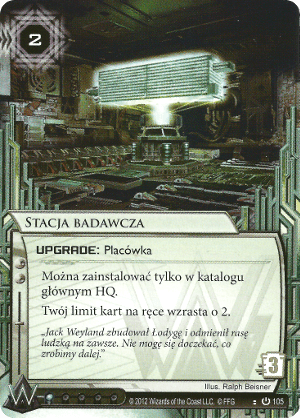 2
STACJA BADAWCZA
UPGRADE: Placówka
Można zainstalować tylko w katalogu
głównym HQ.
Twój limit kart na ręce wzrasta o 2.
„Jack Weyland zbudował Łodygę i odmienił rasę
ludzką na zawsze. Nie mogę się doczekać, co
zrobimy dalej.”
3
Illus. Ralph Beisner
© 2012 Wizards of the Coast LLC. © FFG
105